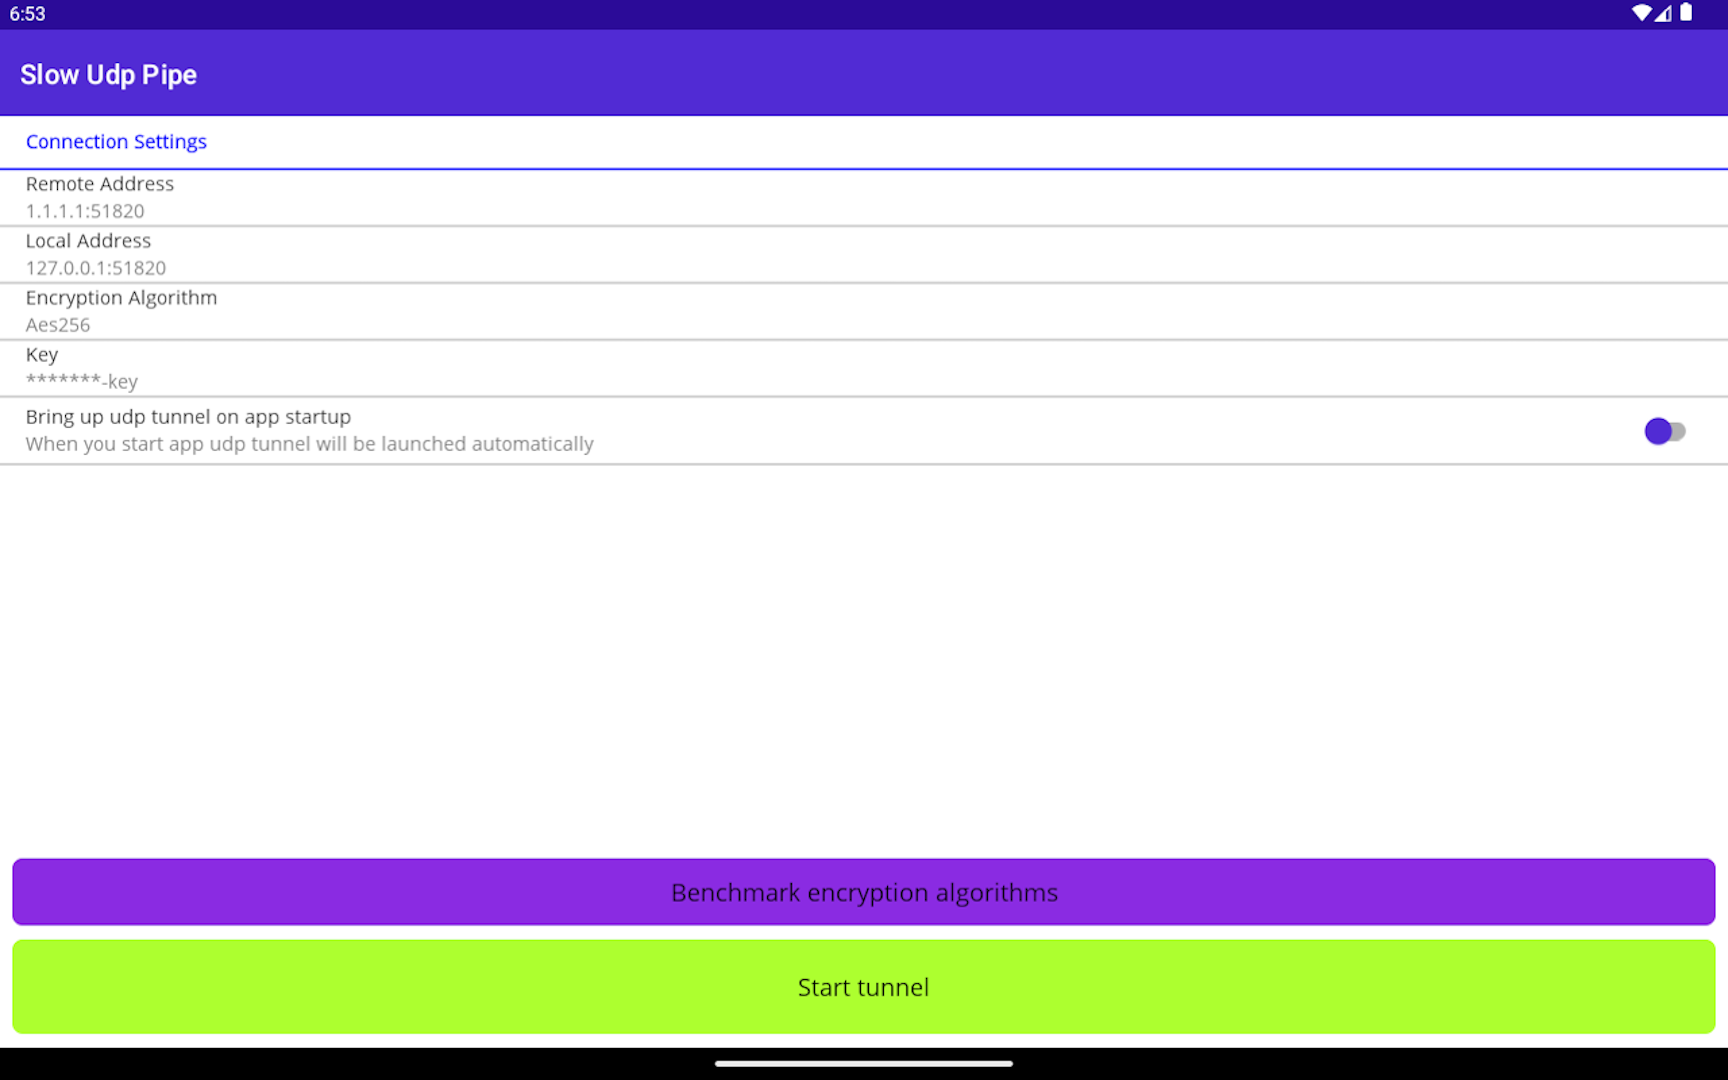 6:53
Slow Udp Pipe
Connection Settings
Remote Address
1.1.1.1:51820
Local Address
127.0.0.1:51820
Encryption Algorithm
Aes256
Key
*******-key
Bring up udp tunnel on app startup
When you start app udp tunnel will be launched automatically
Benchmark encryption algorithms
Start tunnel